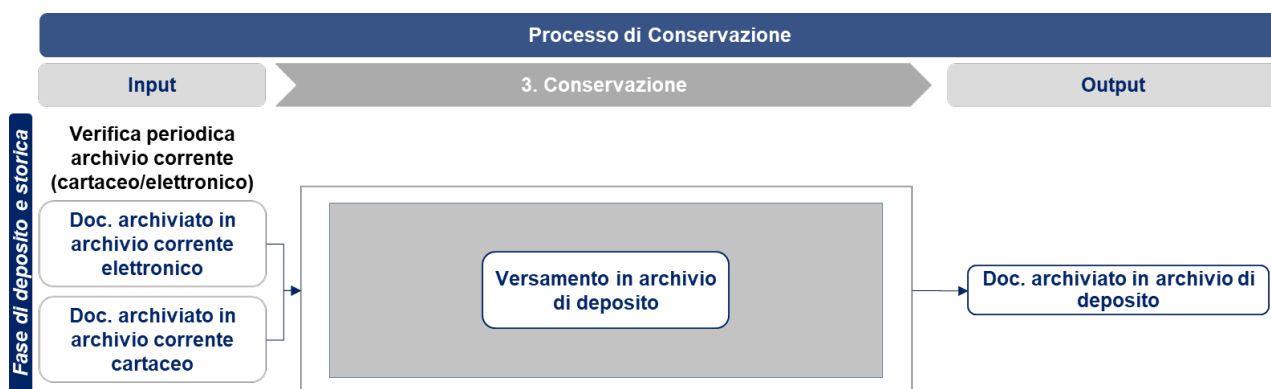 Processo di Conservazione
Input
3. Conservazione
Output
Fase di deposito e storica
Verifica periodica
archivio corrente
(cartaceo/elettronico)
Doc. archiviato in
archivio corrente
elettronico
Doc. archiviato in
archivio corrente
cartaceo
Versamento in archivio
di deposito
Doc. archiviato in archivio di
deposito